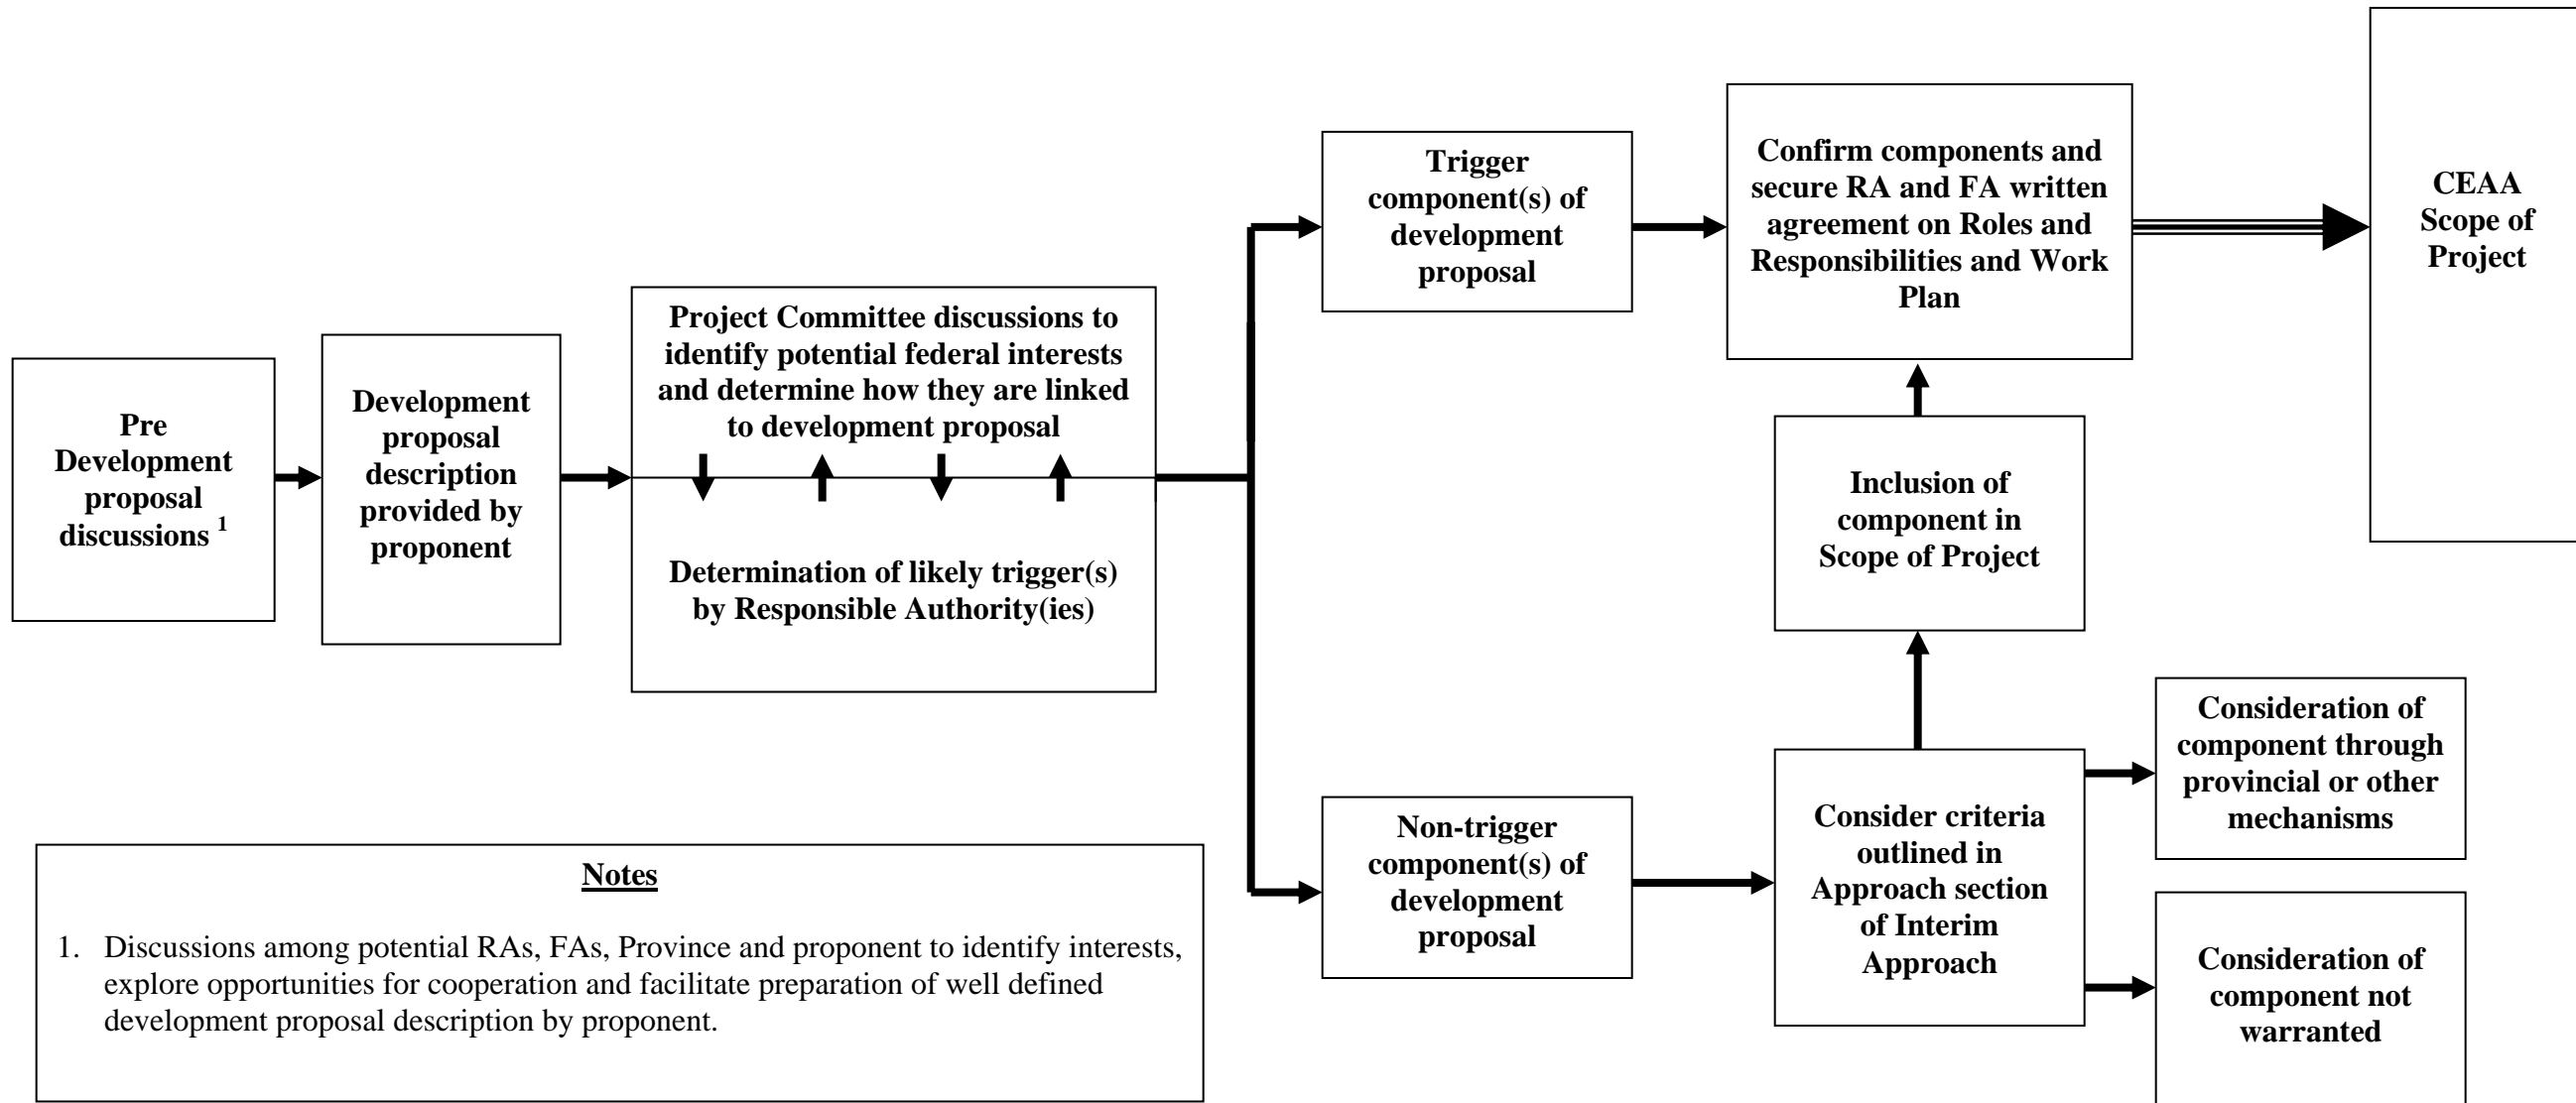 Pre
Development
proposal
discussions 1
Development
proposal
description
provided by
proponent
Project Committee discussions to
identify potential federal interests
and determine how they are linked
to development proposal
Determination of likely trigger(s)
by Responsible Authority(ies)
Trigger
component(s) of
development
proposal
Confirm components and
secure RA and FA written
agreement on Roles and
Responsibilities and Work
Plan
CEAA
Scope of
Project
Inclusion of
component in
Scope of Project
Non-trigger
component(s) of
development
proposal
Consider criteria
outlined in
Approach section
of Interim
Approach
Consideration of
component through
provincial or other
mechanisms
Consideration of
component not
warranted
Notes
1. Discussions among potential RAs, FAs, Province and proponent to identify interests,
explore opportunities for cooperation and facilitate preparation of well defined
development proposal description by proponent.